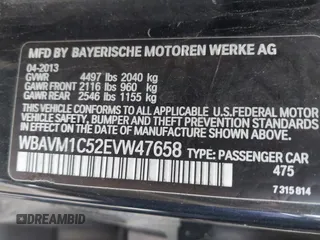 MFD BY BAYERISCHE MOTOREN WERKE AG
04-2013
GVWR 4497 lbs 2040 kg
GAWR FRONT 2116 lbs 960 kg
GAWR REAR 2546 lbs 1155 kg
THIS VEHICLE CONFORMS TO ALL APPLICABLE U.S. FEDERAL MOTOR
VEHICLE SAFETY, BUMPER, AND THEFT PREVENTION STANDARDS
IN EFFECT ON THE DATE OF MANUFACTURE SHOWN ABOVE.
WBAVM1C52EVW47658 TYPE: PASSENGER CAR
475
7 315 814
AUTOBIDCAR